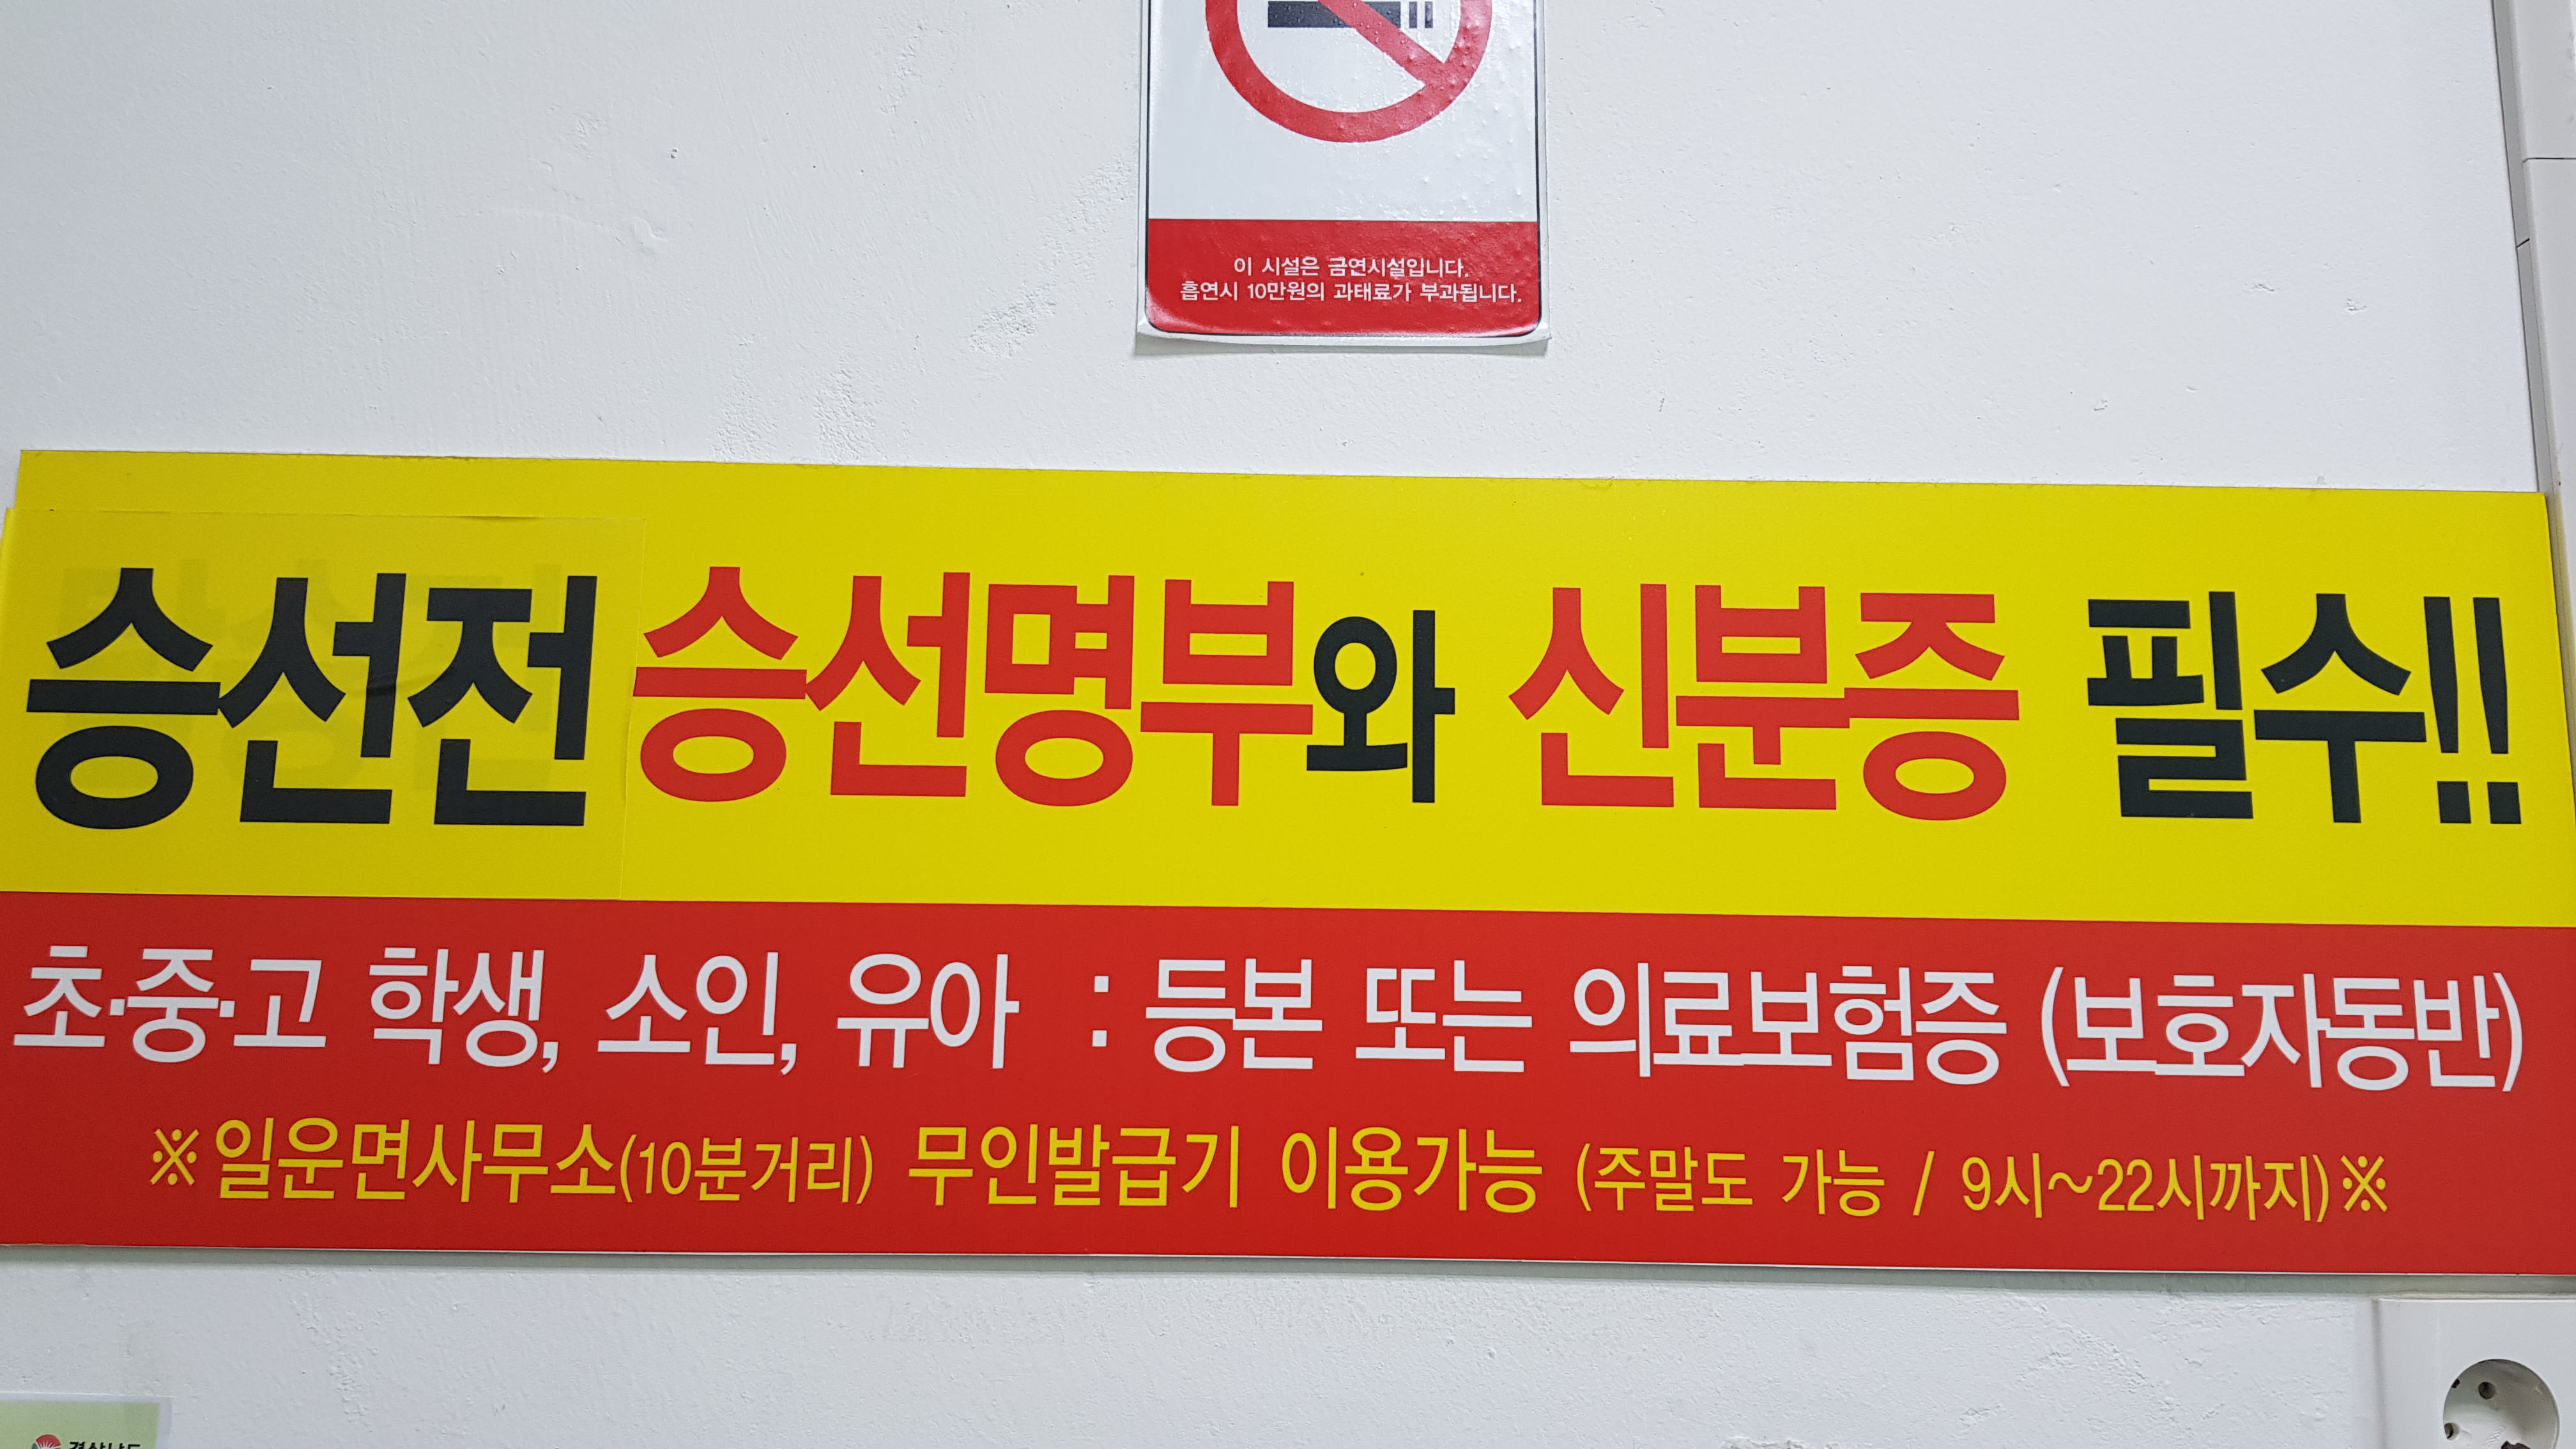 이 시설은 금연시설입니다.
흡연시 10만원의 과태료가 부과됩니다.
승선전 승선명부와 신분증 필수!!
초·중·고 학생, 소인, 유아 : 등본 또는 의료보험증 (보호자동반)
※일운면사무소(10분거리) 무인발급기 이용가능 (주말도 가능 / 9시~22시까지)※
경상남도